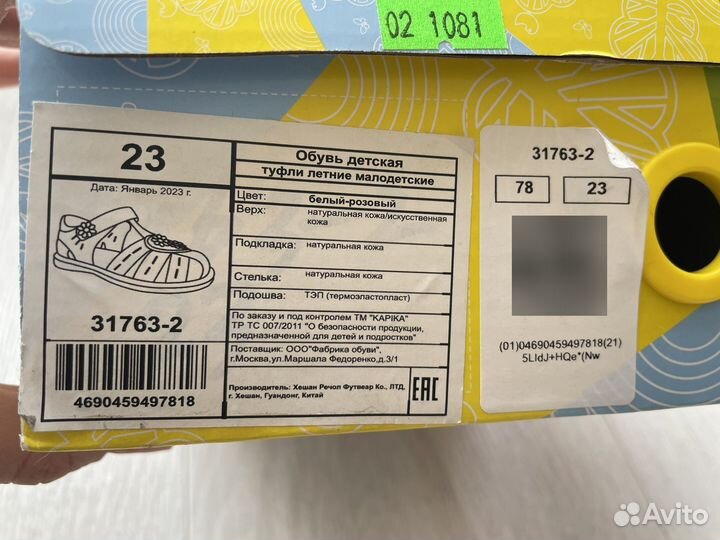 02 1081
23
Дата: Январь 2023 г.
31763-2
4690459497818
Обувь детская
туфли летние малодетские
Цвет: белый-розовый
Верх: натуральная кожа/искусственная кожа
Подкладка: натуральная кожа
Стелька: натуральная кожа
Подошва: ТЭП (термоэластопласт)
По заказу и под контролем ТМ "KAPIKA"
ТР ТС 007/2011 "О безопасности продукции,
предназначенной для детей и подростков"
Поставщик: ООО"Фабрика обуви",
г.Москва,ул.Маршала Федоренко,д.3/1
Производитель: Хешан Речол Футвеар Ко., ЛТД,
г. Хешан, Гуандонг, Китай
ЕАС
31763-2
78 23
(01)04690459497818(21)
5LIdJ+HQe*(Nw
Avito